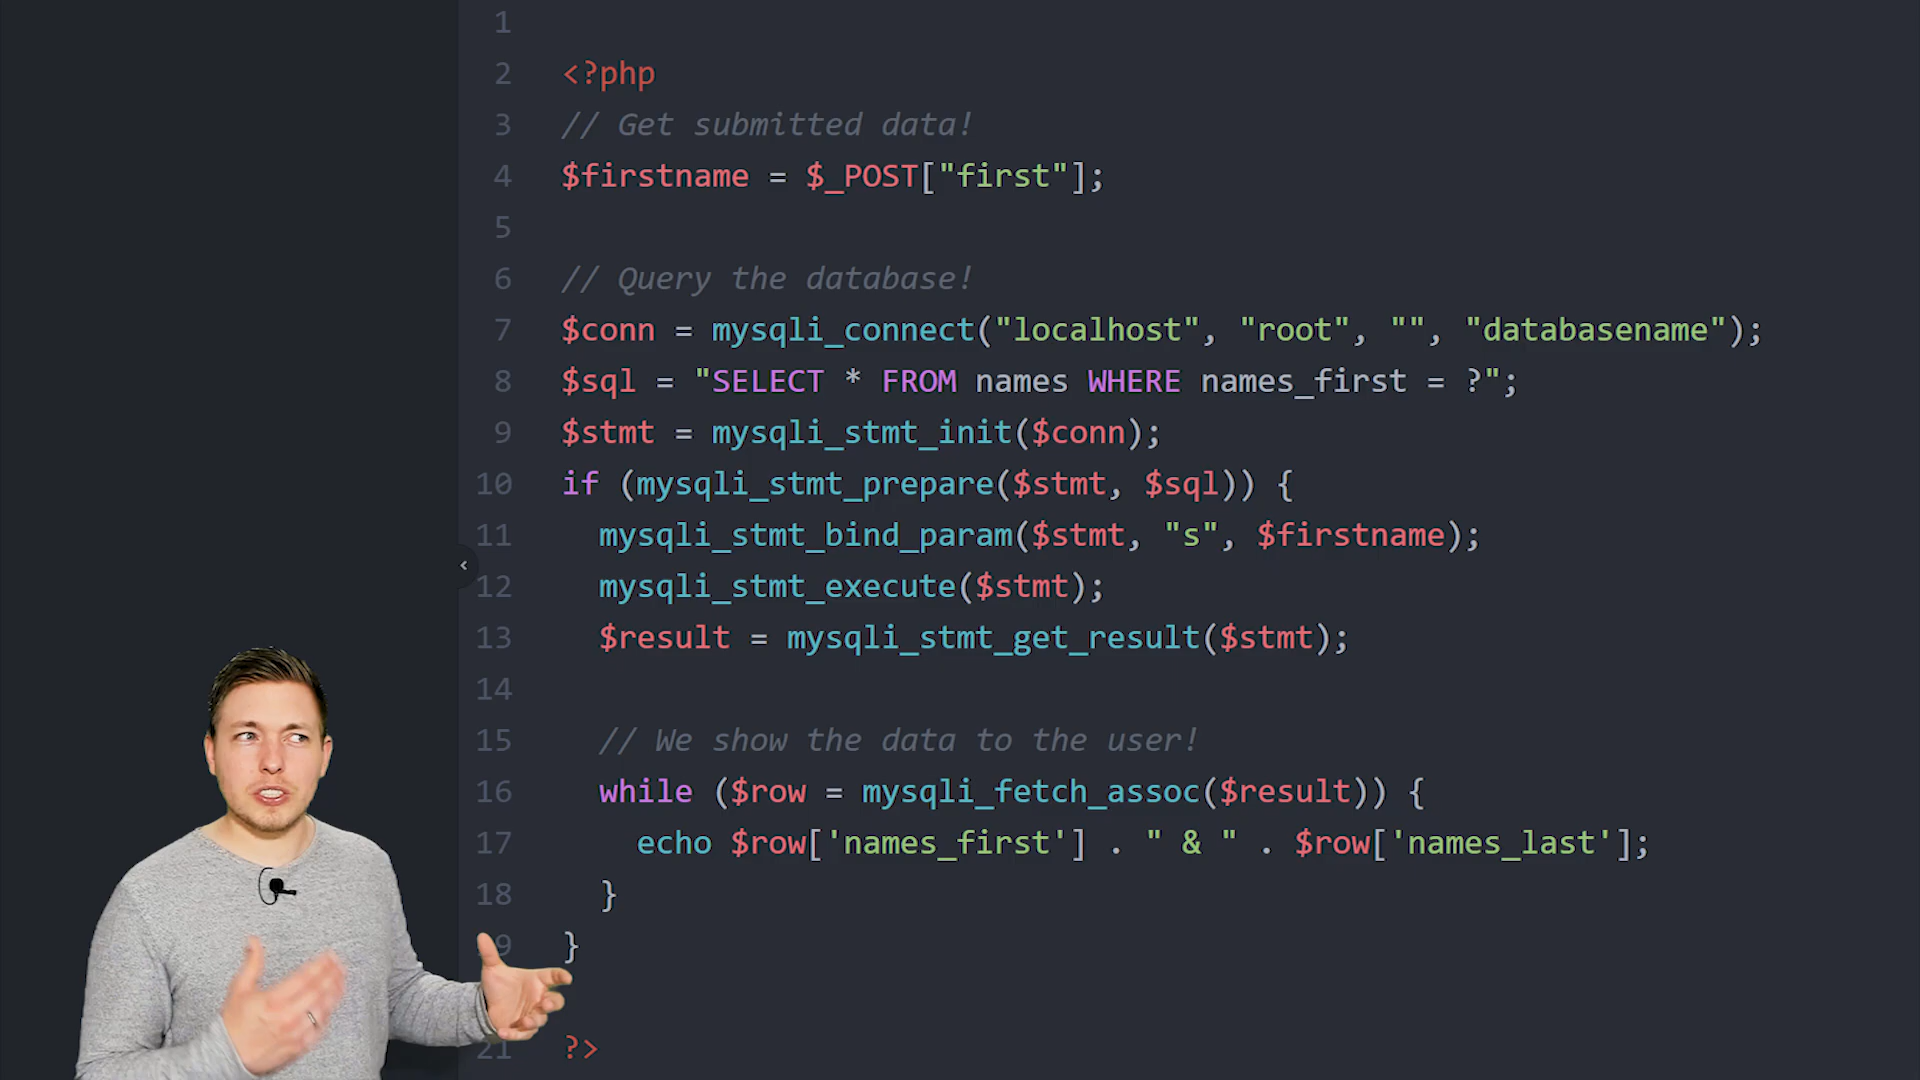 1
2 <?php
3 // Get submitted data!
4 $firstname = $_POST["first"];
5
6 // Query the database!
7 $conn = mysqli_connect("localhost", "root", "", "databasename");
8 $sql = "SELECT * FROM names WHERE names_first = ?";
9 $stmt = mysqli_stmt_init($conn);
10 if (mysqli_stmt_prepare($stmt, $sql)) {
11 mysqli_stmt_bind_param($stmt, "s", $firstname);
12 mysqli_stmt_execute($stmt);
13 $result = mysqli_stmt_get_result($stmt);
14
15 // We show the data to the user!
16 while ($row = mysqli_fetch_assoc($result)) {
17 echo $row['names_first'] . " & " . $row['names_last'];
18 }
9 }
21 ?>